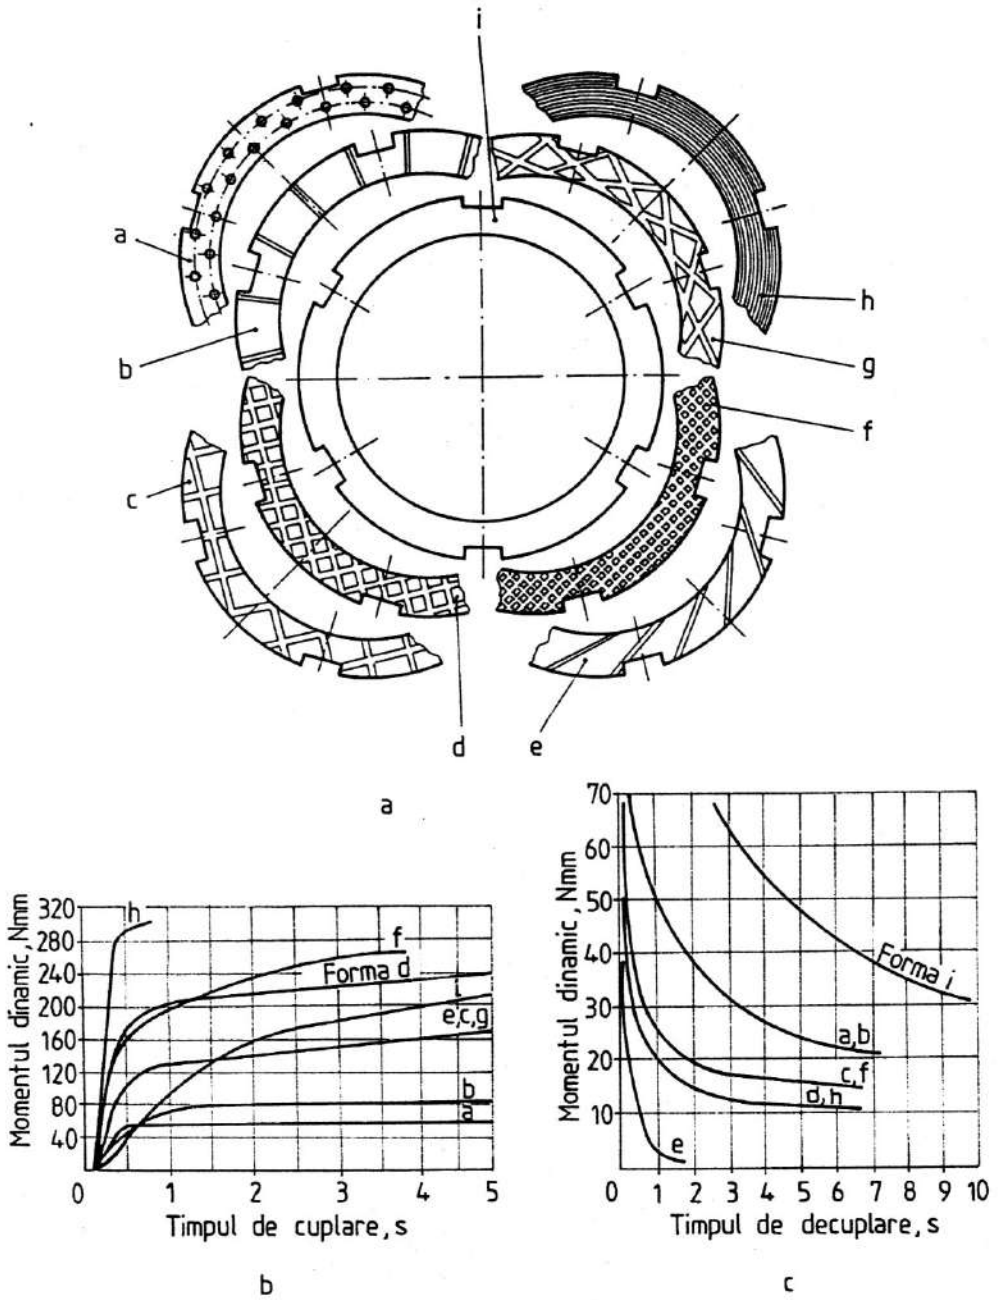 i
a
h
b
g
f
c
d
e
a
Momentul dinamic, Nmm
320
280
240
200
160
120
80
40
0
1
2
3
4
5
h
f
Forma d
i
e,c,g
b
a
Timpul de cuplare, s
b
Momentul dinamic, Nmm
70
60
50
40
30
20
10
0
1
2
3
4
5
6
7
8
9
10
Forma i
a,b
c,f
d,h
e
Timpul de decuplare, s
c